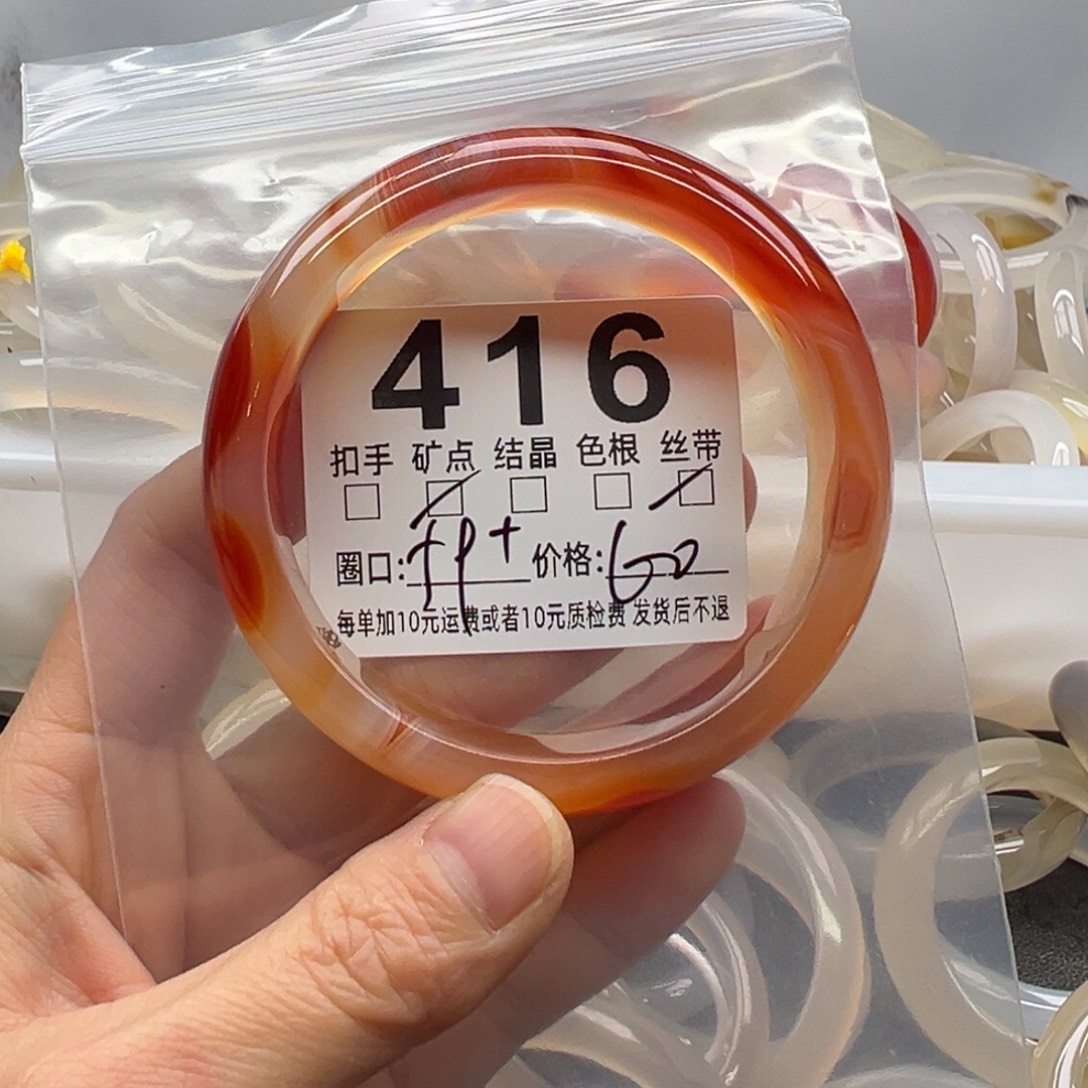 416
扣手 矿点 结晶 色根 丝带
圈口: 价格:60
每单加10元运费或者10元质检费 发货后不退